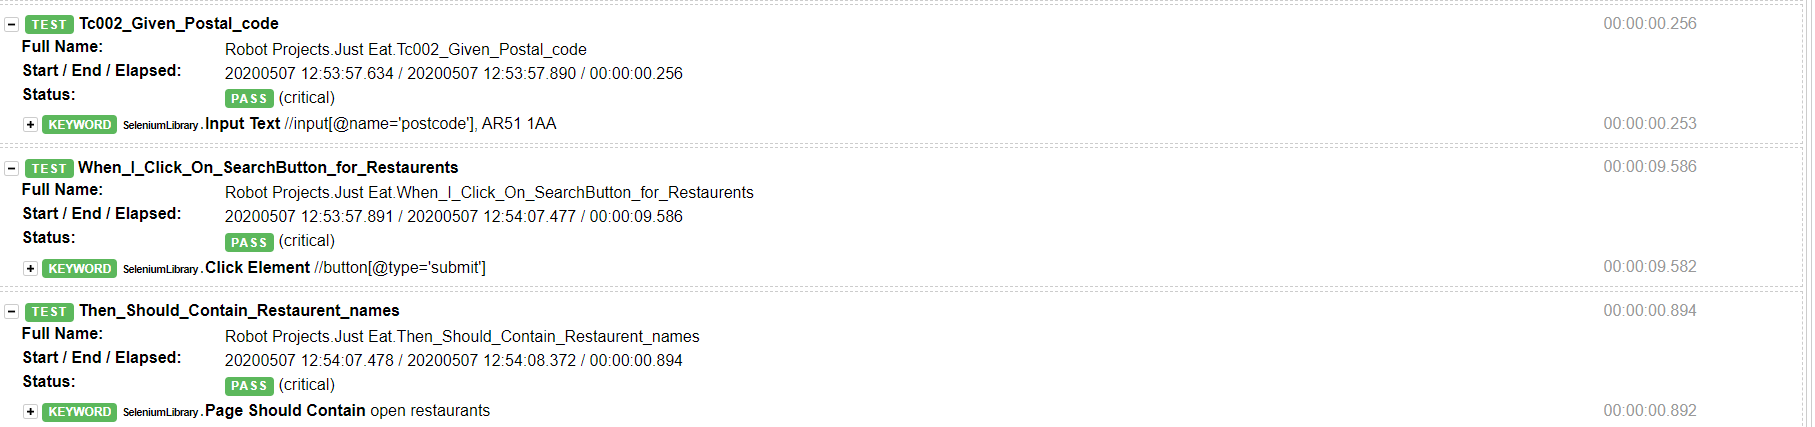 TEST Tc002_Given_Postal_code 00:00:00.256
Full Name: Robot Projects.Just Eat.Tc002_Given_Postal_code
Start / End / Elapsed: 20200507 12:53:57.634 / 20200507 12:53:57.890 / 00:00:00.256
Status: PASS (critical)
KEYWORD SeleniumLibrary.Input Text //input[@name='postcode'], AR51 1AA 00:00:00.253
TEST When_I_Click_On_SearchButton_for_Restaurents 00:00:09.586
Full Name: Robot Projects.Just Eat.When_I_Click_On_SearchButton_for_Restaurents
Start / End / Elapsed: 20200507 12:53:57.891 / 20200507 12:54:07.477 / 00:00:09.586
Status: PASS (critical)
KEYWORD SeleniumLibrary.Click Element //button[@type='submit'] 00:00:09.582
TEST Then_Should_Contain_Restaurent_names 00:00:00.894
Full Name: Robot Projects.Just Eat.Then_Should_Contain_Restaurent_names
Start / End / Elapsed: 20200507 12:54:07.478 / 20200507 12:54:08.372 / 00:00:00.894
Status: PASS (critical)
KEYWORD SeleniumLibrary.Page Should Contain open restaurants 00:00:00.892